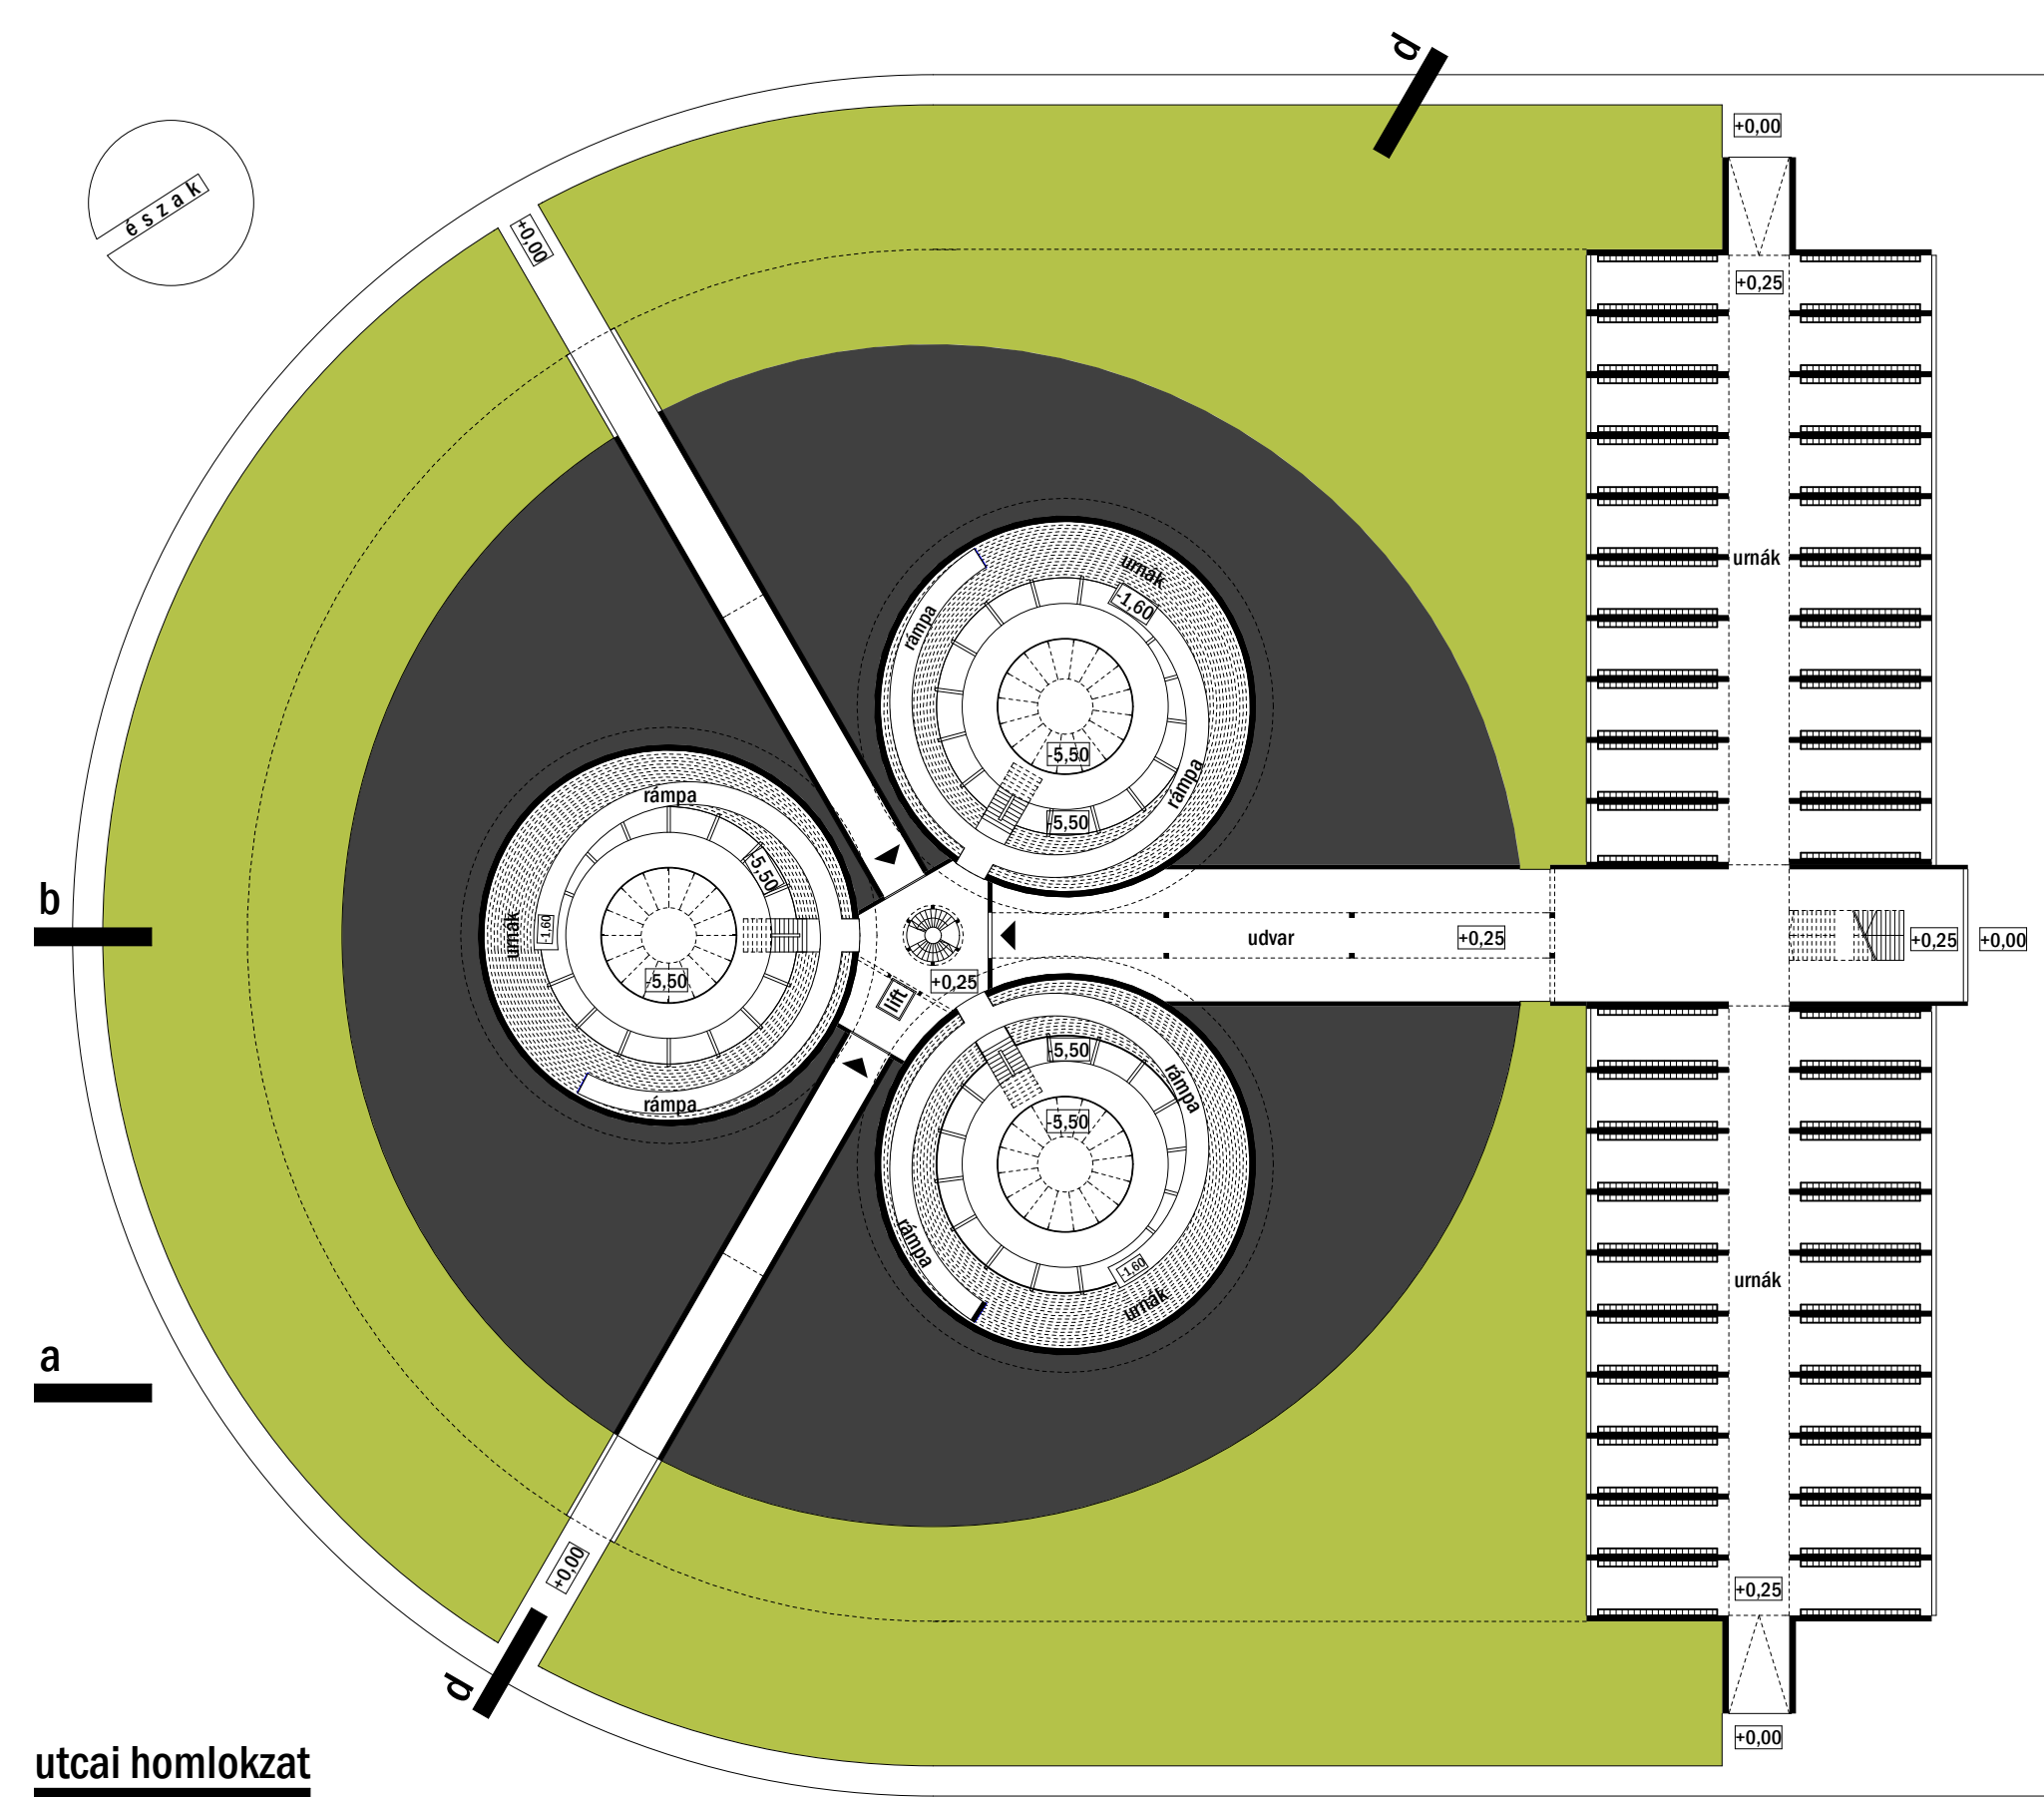 d
+0,00
észak
+0,00
+0,25
urnák
urnák
-1,60
rámpa
-5,50
rámpa
-5,50
rámpa
-5,50
urnák
-1,60
-5,50
rámpa
b
udvar
+0,25
+0,25
+0,00
+0,25
lift
-5,50
rámpa
-5,50
rámpa
-1,60
urnák
urnák
a
+0,00
+0,25
d
+0,00
utcai homlokzat